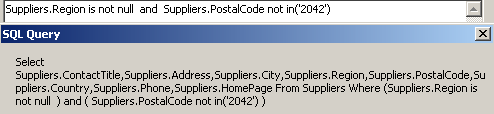 Suppliers.Region is not null  and  Suppliers.PostalCode not in('2042')
SQL Query
Select
Suppliers.ContactTitle,Suppliers.Address,Suppliers.City,Suppliers.Region,Suppliers.PostalCode,Su
ppliers.Country,Suppliers.Phone,Suppliers.HomePage From Suppliers Where (Suppliers.Region is
not null  ) and ( Suppliers.PostalCode not in('2042') )